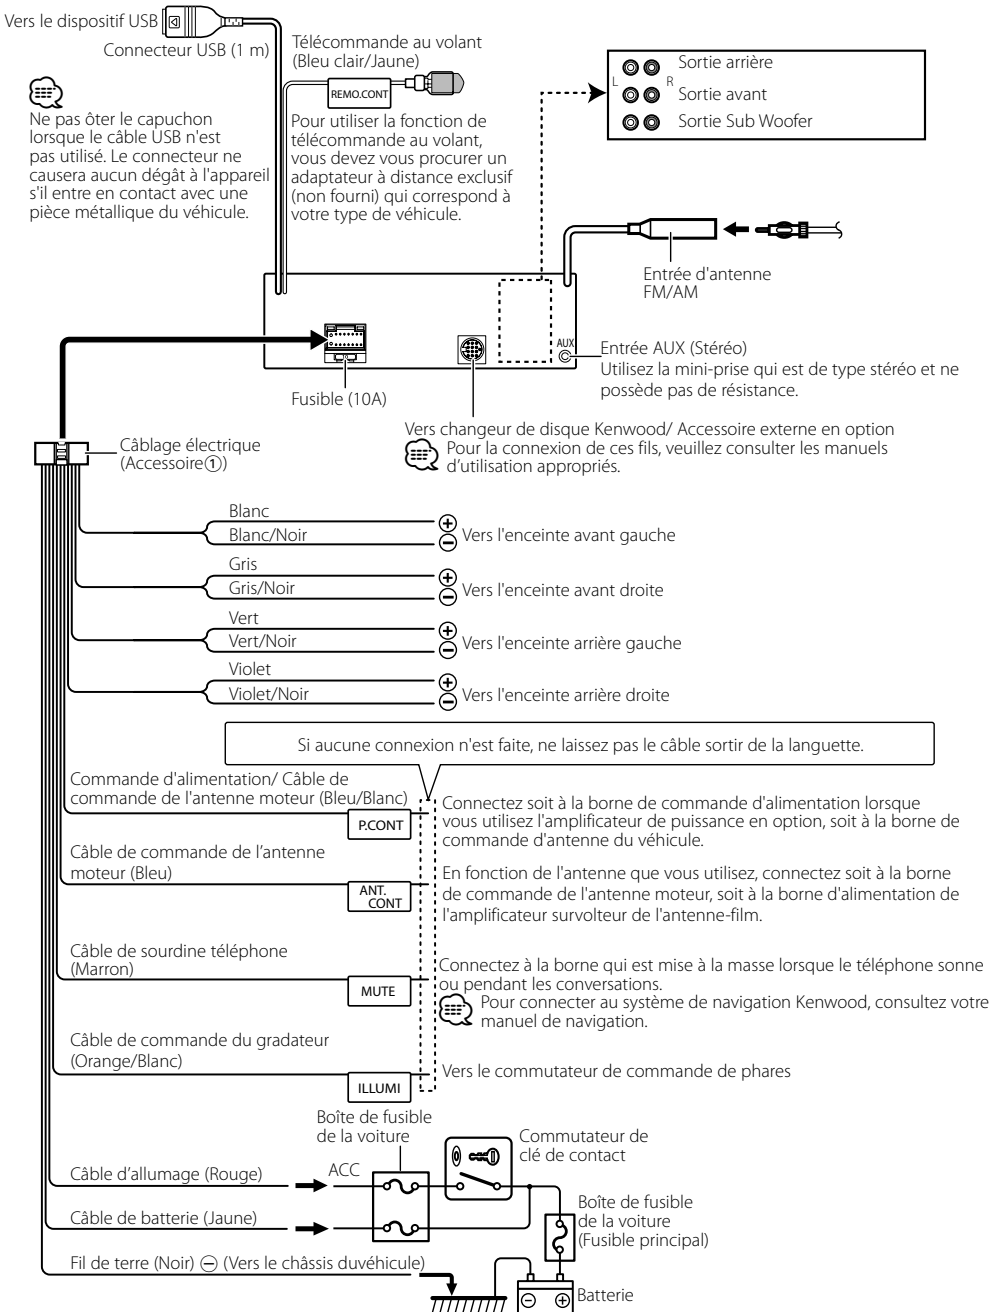 Vers le dispositif USB
Connecteur USB (1 m)
Ne pas ôter le capuchon
lorsque le câble USB n'est
pas utilisé. Le connecteur ne
causera aucun dégât à l'appareil
s'il entre en contact avec une
pièce métallique du véhicule.
Télécommande au volant
(Bleu clair/Jaune)
REMO.CONT
Pour utiliser la fonction de
télécommande au volant,
vous devez vous procurer un
adaptateur à distance exclusif
(non fourni) qui correspond à
votre type de véhicule.
L
R
Sortie arrière
Sortie avant
Sortie Sub Woofer
Entrée d'antenne
FM/AM
AUX
Entrée AUX (Stéréo)
Utilisez la mini-prise qui est de type stéréo et ne
possède pas de résistance.
Fusible (10A)
Vers changeur de disque Kenwood/ Accessoire externe en option
Pour la connexion de ces fils, veuillez consulter les manuels
d'utilisation appropriés.
Câblage électrique
(Accessoire①)
Blanc
Blanc/Noir
⊕
⊖
Vers l'enceinte avant gauche
Gris
Gris/Noir
⊕
⊖
Vers l'enceinte avant droite
Vert
Vert/Noir
⊕
⊖
Vers l'enceinte arrière gauche
Violet
Violet/Noir
⊕
⊖
Vers l'enceinte arrière droite
Si aucune connexion n'est faite, ne laissez pas le câble sortir de la languette.
Commande d'alimentation/ Câble de
commande de l'antenne moteur (Bleu/Blanc)
P.CONT
Connectez soit à la borne de commande d'alimentation lorsque
vous utilisez l'amplificateur de puissance en option, soit à la borne de
commande d'antenne du véhicule.
Câble de commande de l'antenne
moteur (Bleu)
ANT.
CONT
En fonction de l'antenne que vous utilisez, connectez soit à la borne
de commande de l'antenne moteur, soit à la borne d'alimentation de
l'amplificateur survolteur de l'antenne-film.
Câble de sourdine téléphone
(Marron)
MUTE
Connectez à la borne qui est mise à la masse lorsque le téléphone sonne
ou pendant les conversations.
Pour connecter au système de navigation Kenwood, consultez votre
manuel de navigation.
Câble de commande du gradateur
(Orange/Blanc)
ILLUMI
Vers le commutateur de commande de phares
Boîte de fusible
de la voiture
Commutateur de
clé de contact
Câble d'allumage (Rouge)
ACC
Câble de batterie (Jaune)
Boîte de fusible
de la voiture
(Fusible principal)
Fil de terre (Noir) ⊖ (Vers le châssis duvéhicule)
⊖
⊕
Batterie